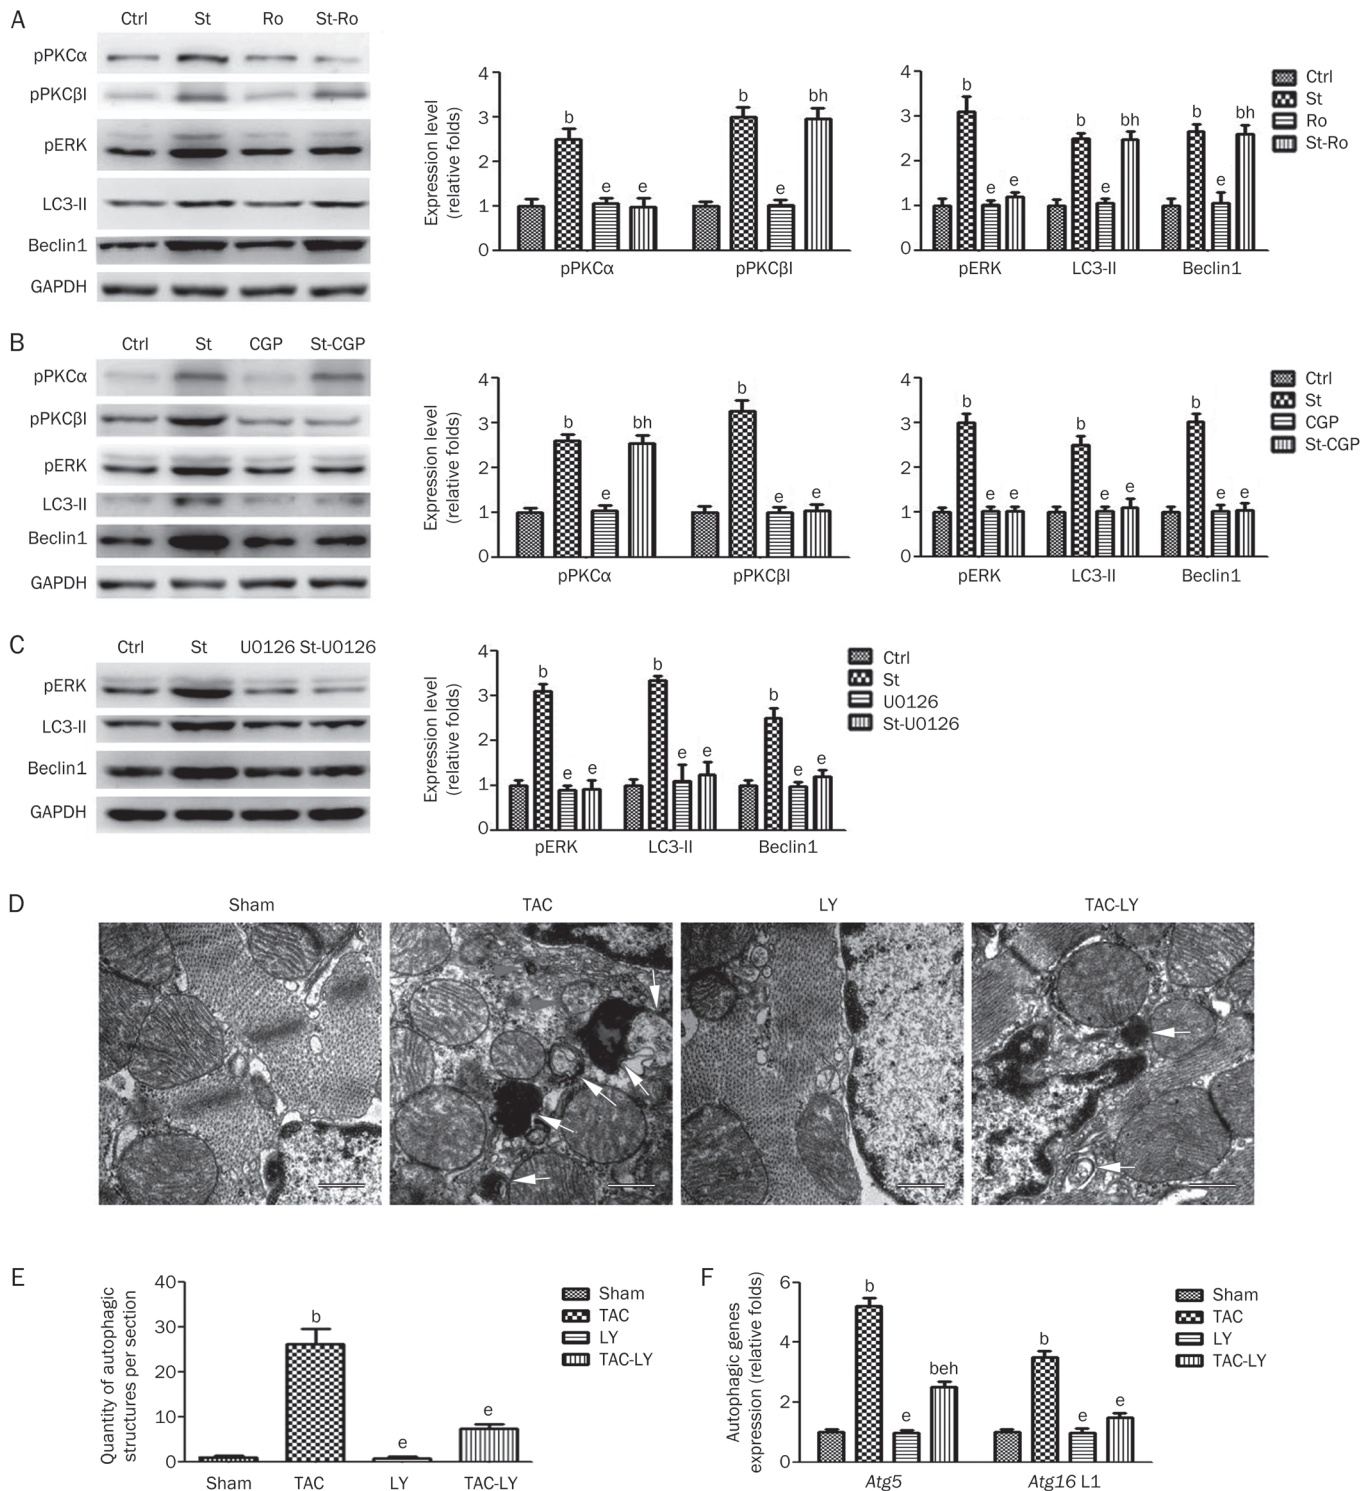 A
Ctrl St Ro St-Ro
pPKCα
pPKCβI
pERK
LC3-II
Beclin1
GAPDH
Expression level
(relative folds)
4
3
2
1
0
b
e
e
b
e
bh
pPKCα
pPKCβI
4
3
2
1
0
b
e
e
b
e
bh
b
e
bh
pERK
LC3-II
Beclin1
Ctrl
St
Ro
St-Ro
B
Ctrl St CGP St-CGP
pPKCα
pPKCβI
pERK
LC3-II
Beclin1
GAPDH
Expression level
(relative folds)
4
3
2
1
0
b
e
bh
b
e
e
pPKCα
pPKCβI
4
3
2
1
0
b
e
e
b
e
e
b
e
e
pERK
LC3-II
Beclin1
Ctrl
St
CGP
St-CGP
C
Ctrl St U0126 St-U0126
pERK
LC3-II
Beclin1
GAPDH
Expression level
(relative folds)
4
3
2
1
0
b
e
e
b
e
e
b
e
e
pERK
LC3-II
Beclin1
Ctrl
St
U0126
St-U0126
D
Sham TAC LY TAC-LY
E
Quantity of autophagic
structures per section
40
30
20
10
0
b
e
e
Sham
TAC
LY
TAC-LY
Sham
TAC
LY
TAC-LY
F
Autophagic genes
expression (relative folds)
6
4
2
0
b
e
beh
b
e
e
Atg5
Atg16 L1
Sham
TAC
LY
TAC-LY